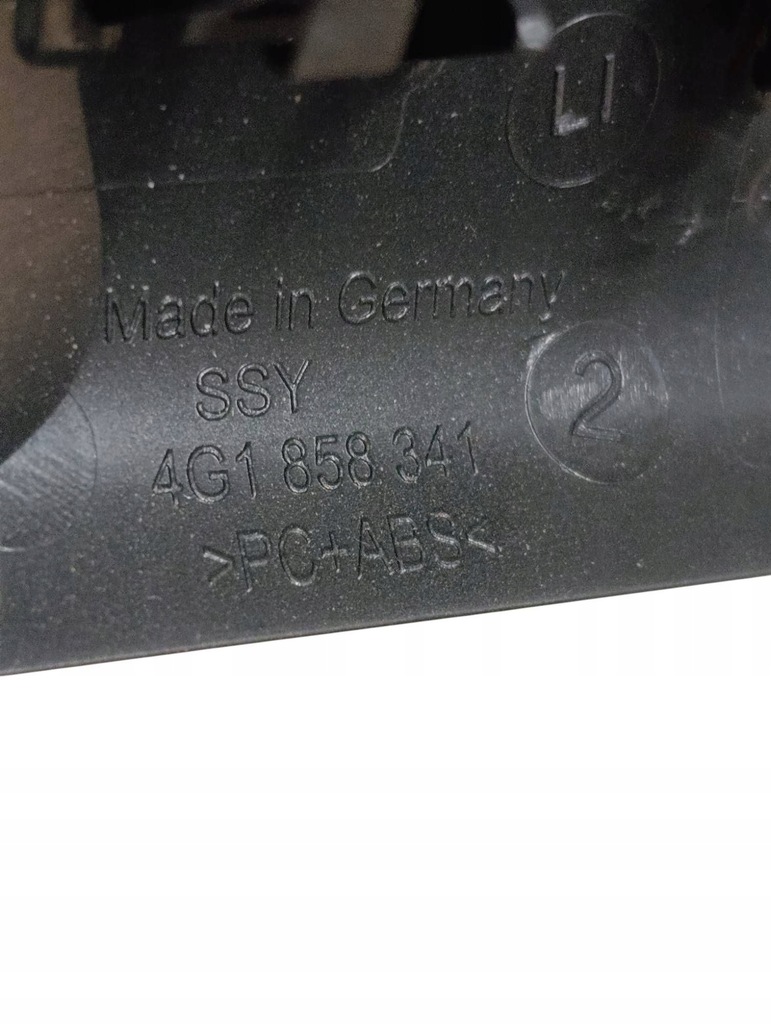 LI
Made in Germany
SSY
2
4G1 858 341
>PC+ABS<